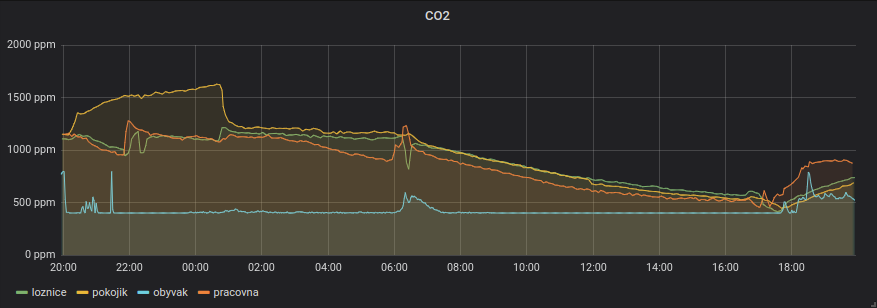 CO2
2000 ppm
1500 ppm
1000 ppm
500 ppm
0 ppm
20:00 22:00 00:00 02:00 04:00 06:00 08:00 10:00 12:00 14:00 16:00 18:00
loznice pokojik obyvak pracovna